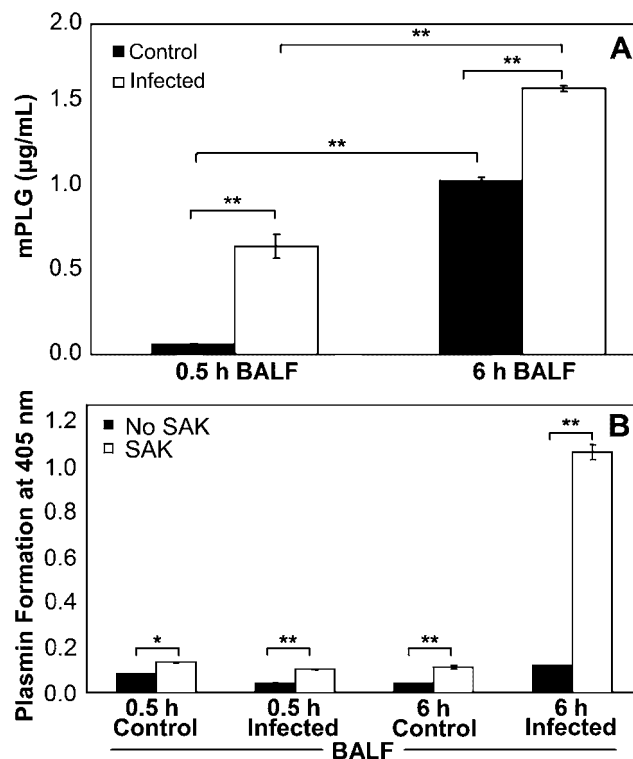 A
Control
Infected
**
**
**
**
mPLG (µg/mL)
2.0
1.5
1.0
0.5
0.0
0.5 h BALF
6 h BALF
B
No SAK
SAK
*
**
**
**
Plasmin Formation at 405 nm
1.2
1.0
0.8
0.6
0.4
0.2
0.0
0.5 h Control
0.5 h Infected
6 h Control
6 h Infected
BALF